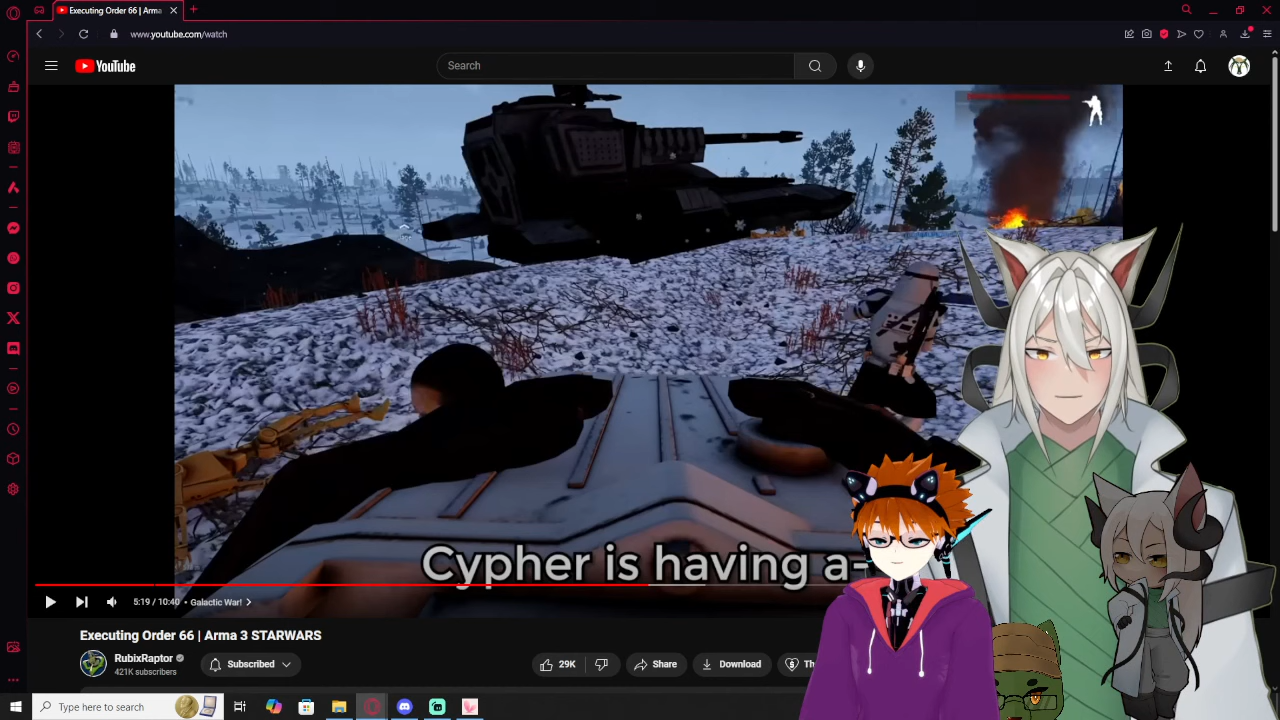 Executing Order 66 | Arma
www.youtube.com/watch
YouTube
Search
Cypher is having a-
5:19 / 10:40 • Galactic War!
Executing Order 66 | Arma 3 STARWARS
RubixRaptor
421K subscribers
Subscribed
29K
Share
Download
Th
Type here to search